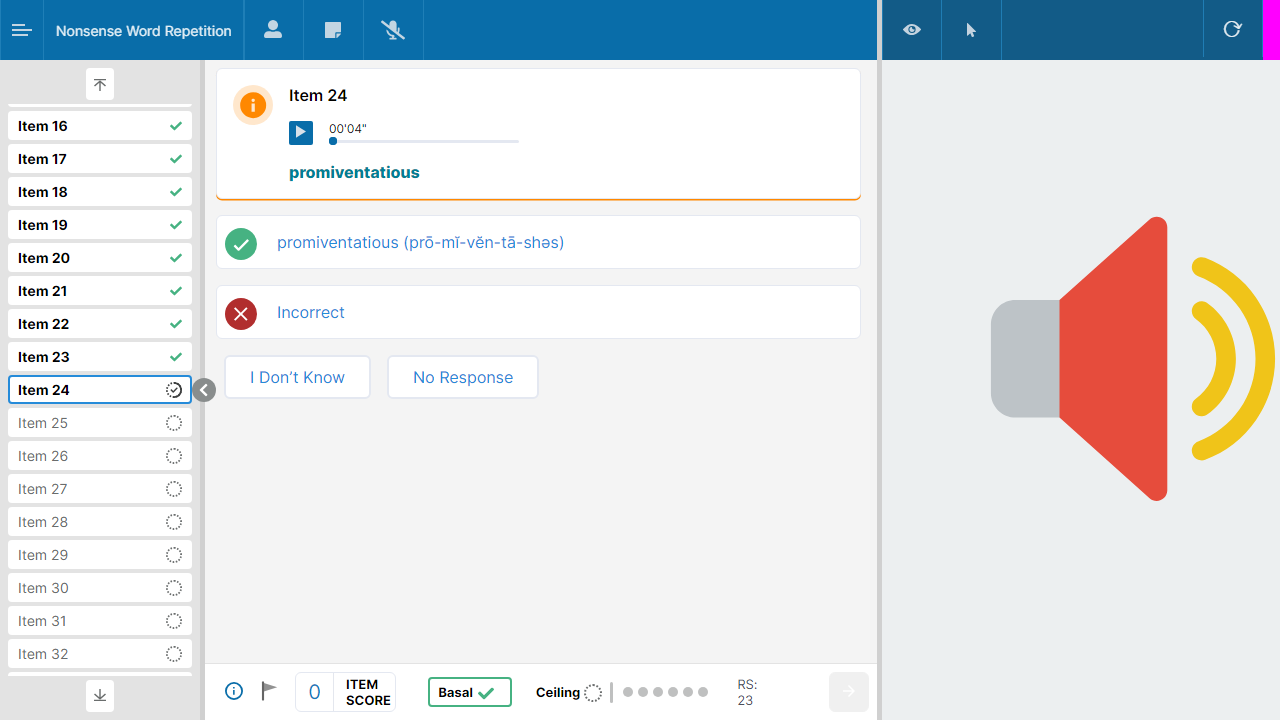 Nonsense Word Repetition
Item 16
Item 17
Item 18
Item 19
Item 20
Item 21
Item 22
Item 23
Item 24
Item 25
Item 26
Item 27
Item 28
Item 29
Item 30
Item 31
Item 32
Item 24
00'04"
promiventatious
promiventatious (prō-mĭ-vĕn-tā-shəs)
Incorrect
I Don’t Know
No Response
0
ITEM
SCORE
Basal
Ceiling
RS:
23